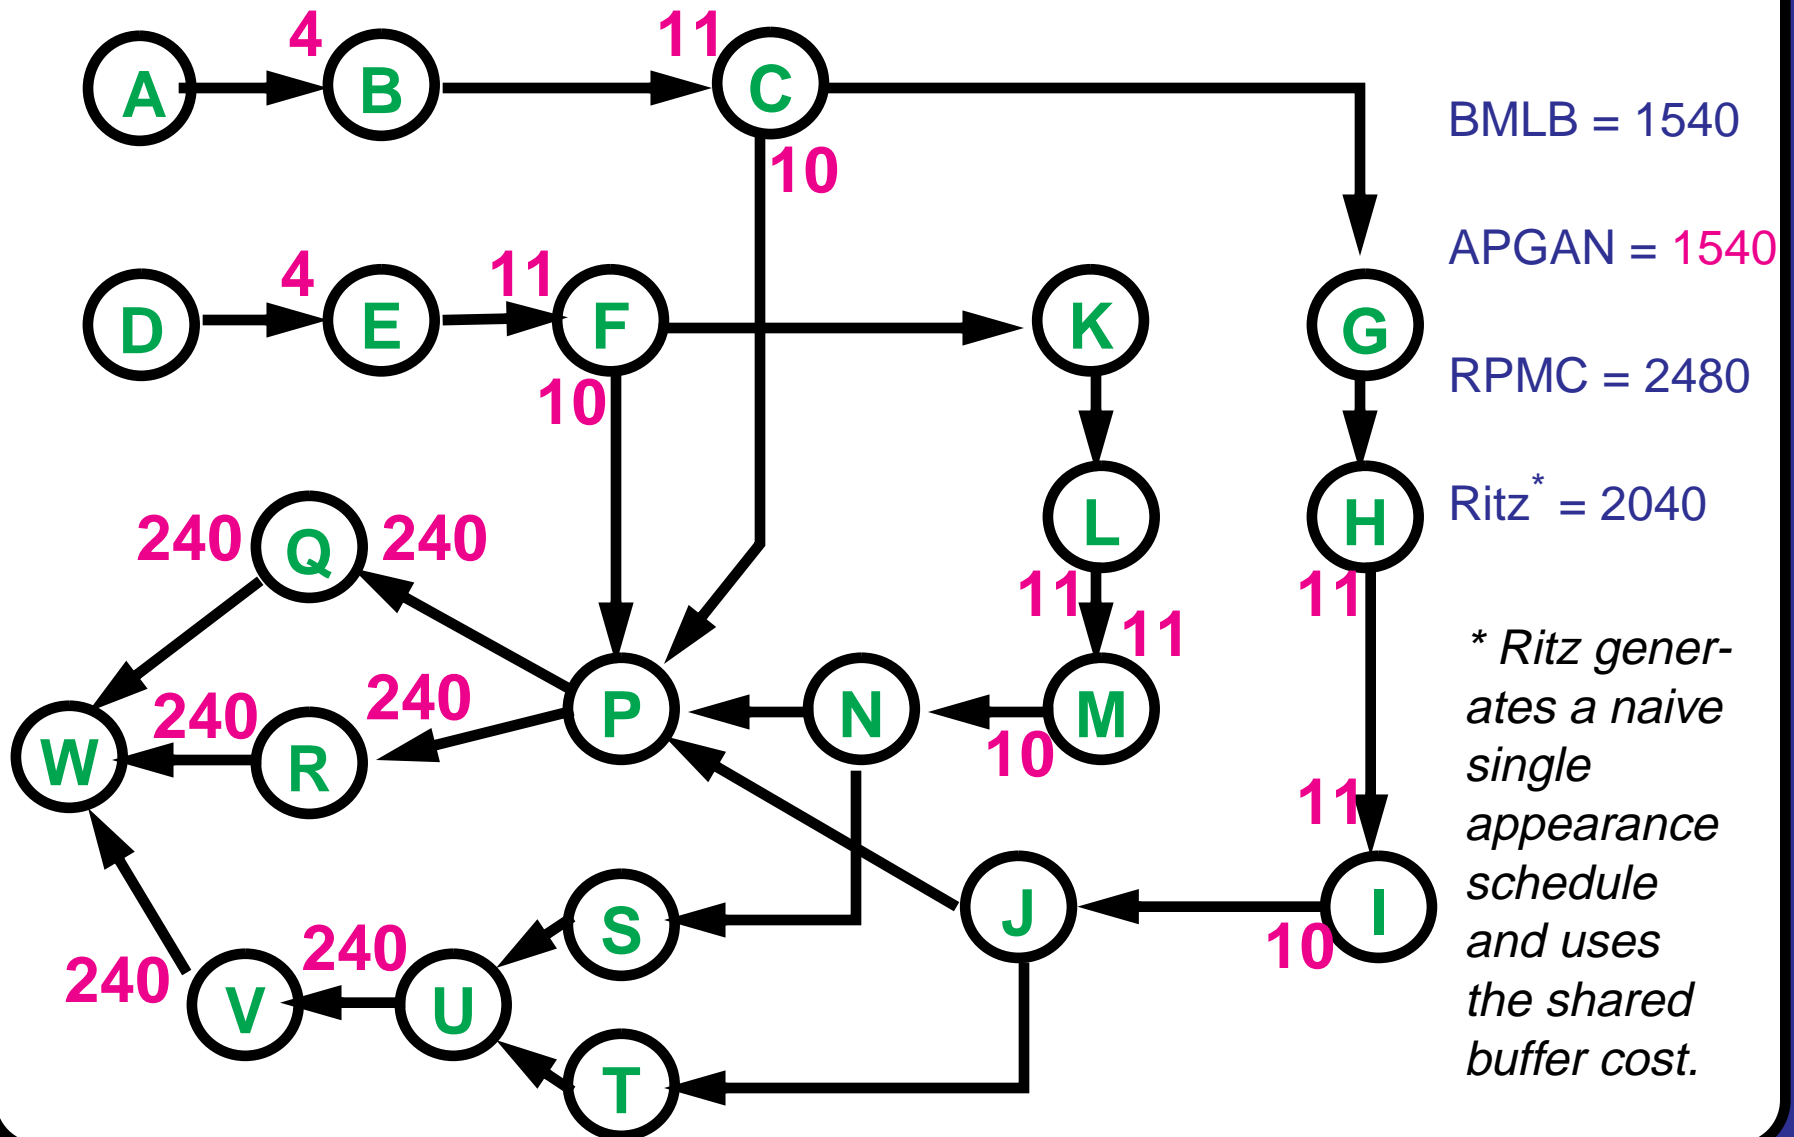 4
11
A
B
C
10
BMLB = 1540
APGAN = 1540
RPMC = 2480
Ritz* = 2040
4
11
D
E
F
10
K
G
L
11
H
11
240
Q
240
11
W
240
R
240
P
N
M
10
11
240
V
240
U
S
T
J
I
10
* Ritz gener-
ates a naive
single
appearance
schedule
and uses
the shared
buffer cost.